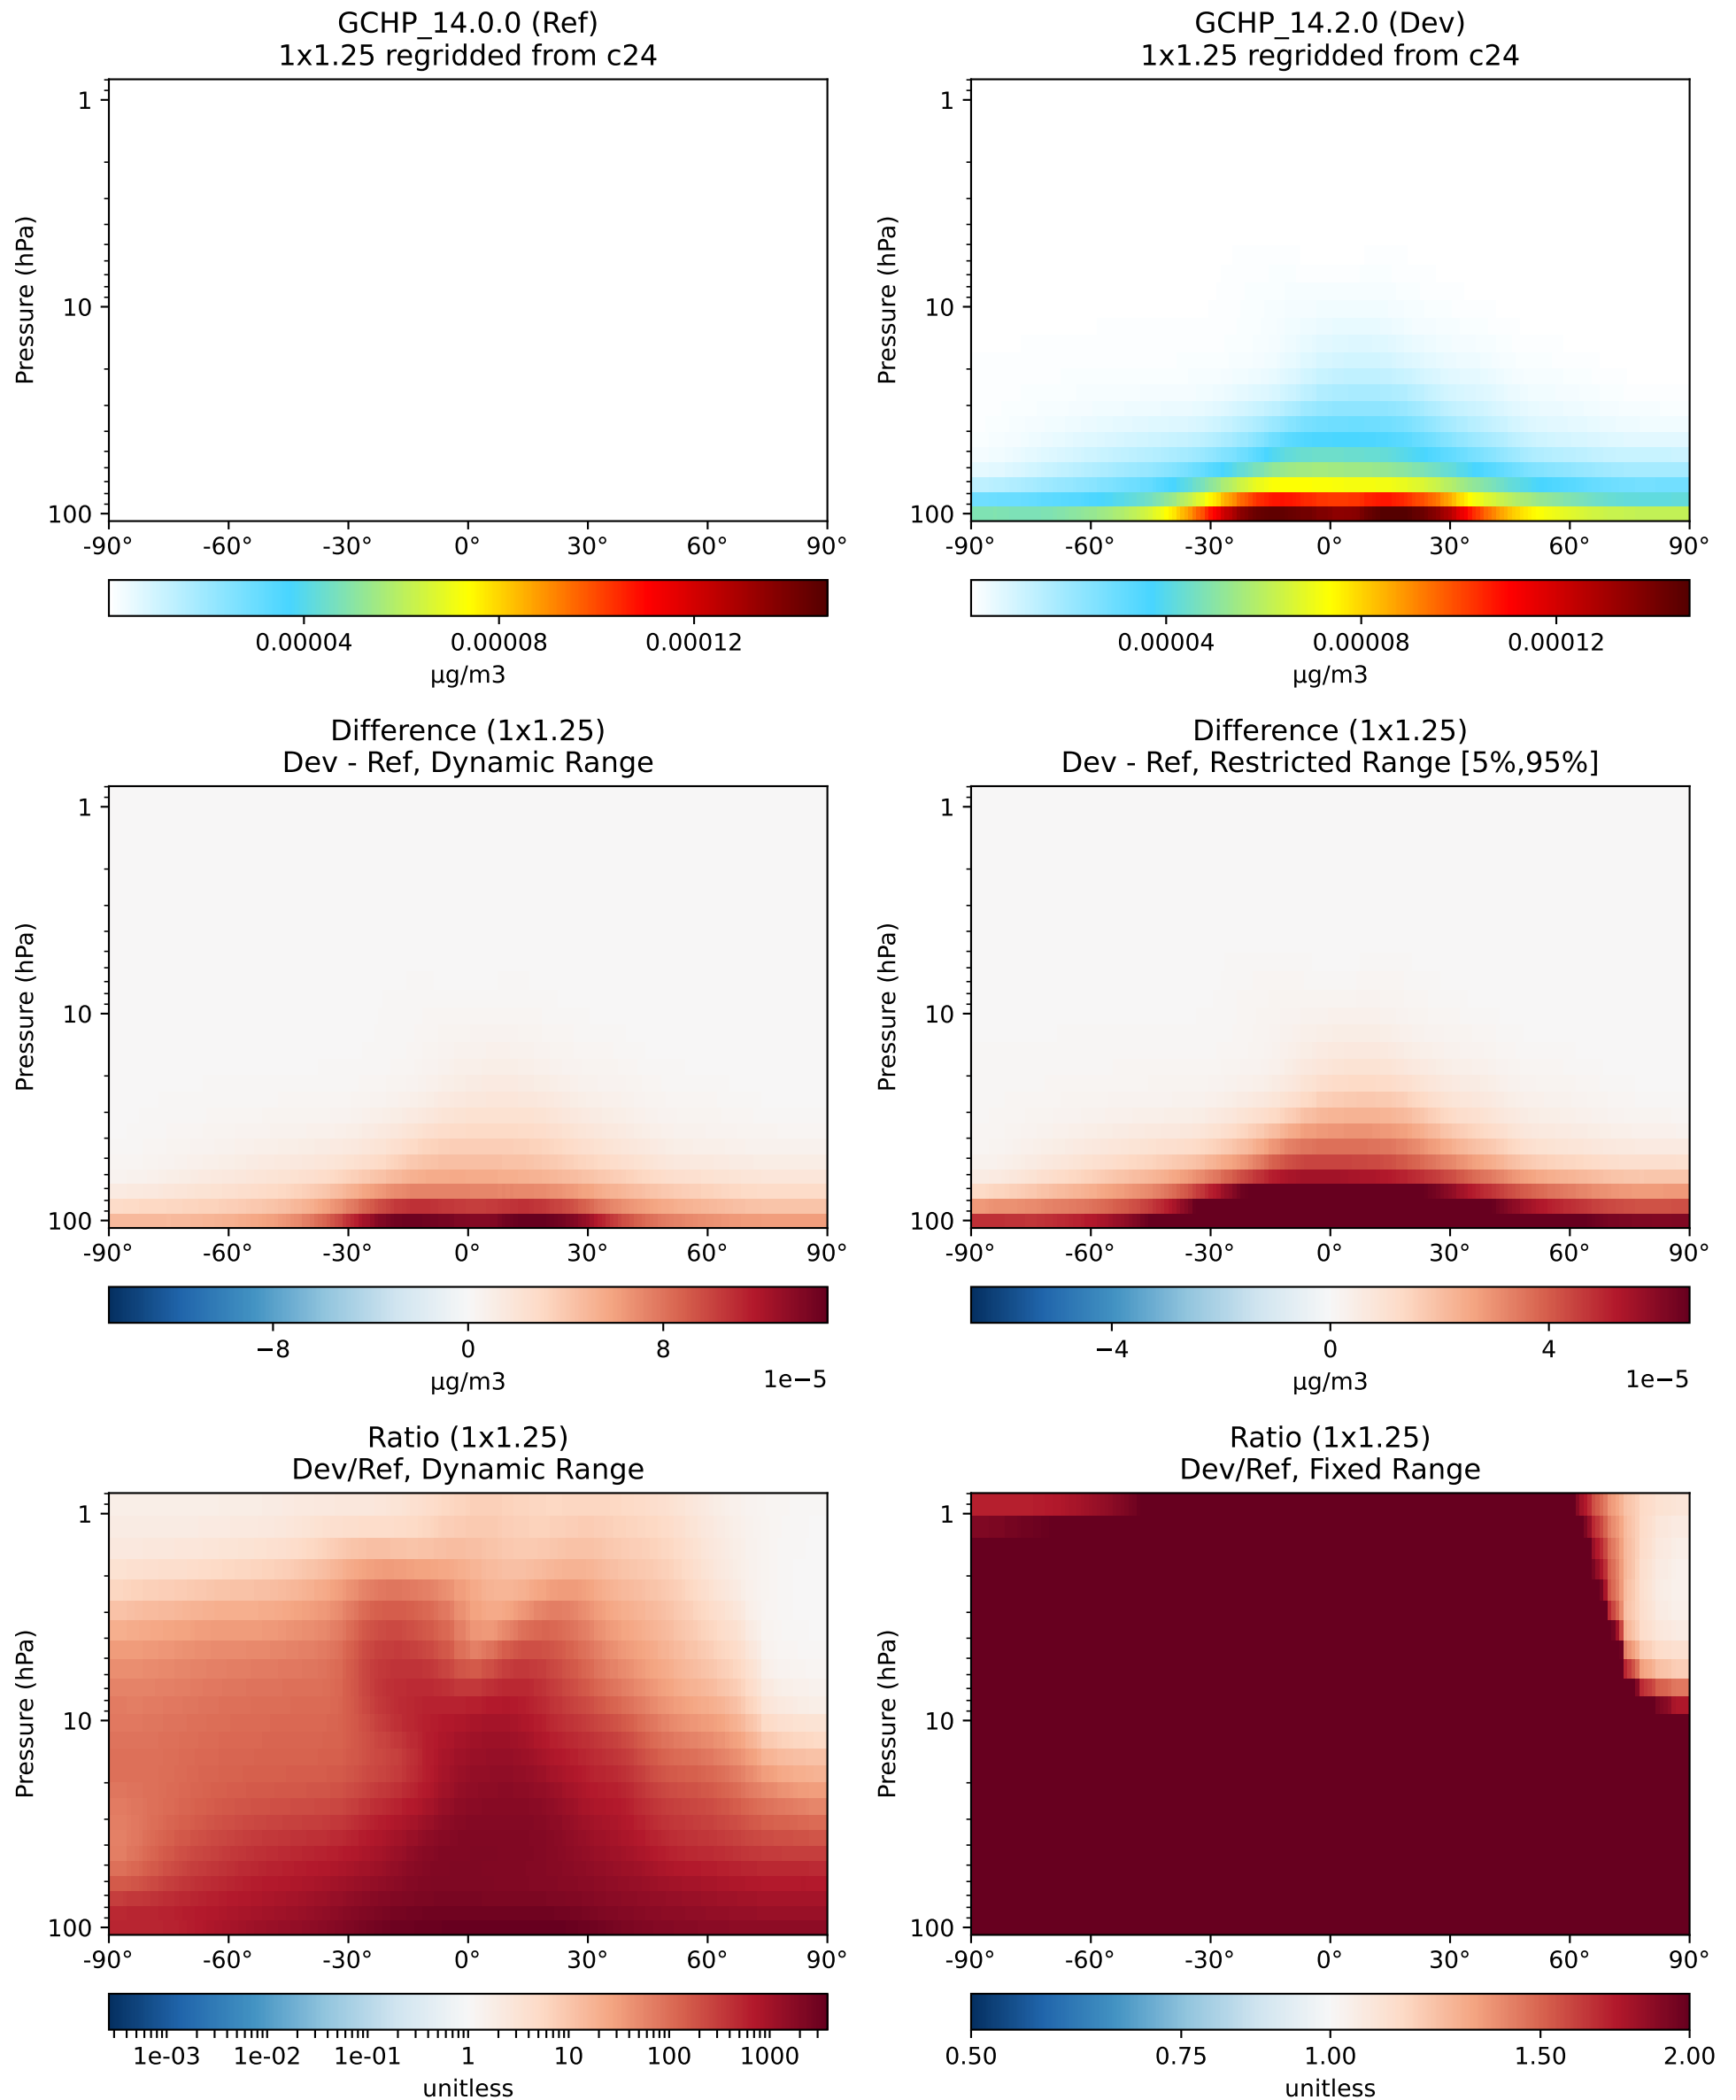 GCHP_14.0.0 (Ref)
1x1.25 regridded from c24
Pressure (hPa)
1
10
100
-90° -60° -30° 0° 30° 60° 90°
0.00004 0.00008 0.00012
µg/m3
GCHP_14.2.0 (Dev)
1x1.25 regridded from c24
Pressure (hPa)
1
10
100
-90° -60° -30° 0° 30° 60° 90°
0.00004 0.00008 0.00012
µg/m3
Difference (1x1.25)
Dev - Ref, Dynamic Range
Pressure (hPa)
1
10
100
-90° -60° -30° 0° 30° 60° 90°
−8 0 8
1e−5
µg/m3
Difference (1x1.25)
Dev - Ref, Restricted Range [5%,95%]
Pressure (hPa)
1
10
100
-90° -60° -30° 0° 30° 60° 90°
−4 0 4
1e−5
µg/m3
Ratio (1x1.25)
Dev/Ref, Dynamic Range
Pressure (hPa)
1
10
100
-90° -60° -30° 0° 30° 60° 90°
1e-03 1e-02 1e-01 1 10 100 1000
unitless
Ratio (1x1.25)
Dev/Ref, Fixed Range
Pressure (hPa)
1
10
100
-90° -60° -30° 0° 30° 60° 90°
0.50 0.75 1.00 1.50 2.00
unitless